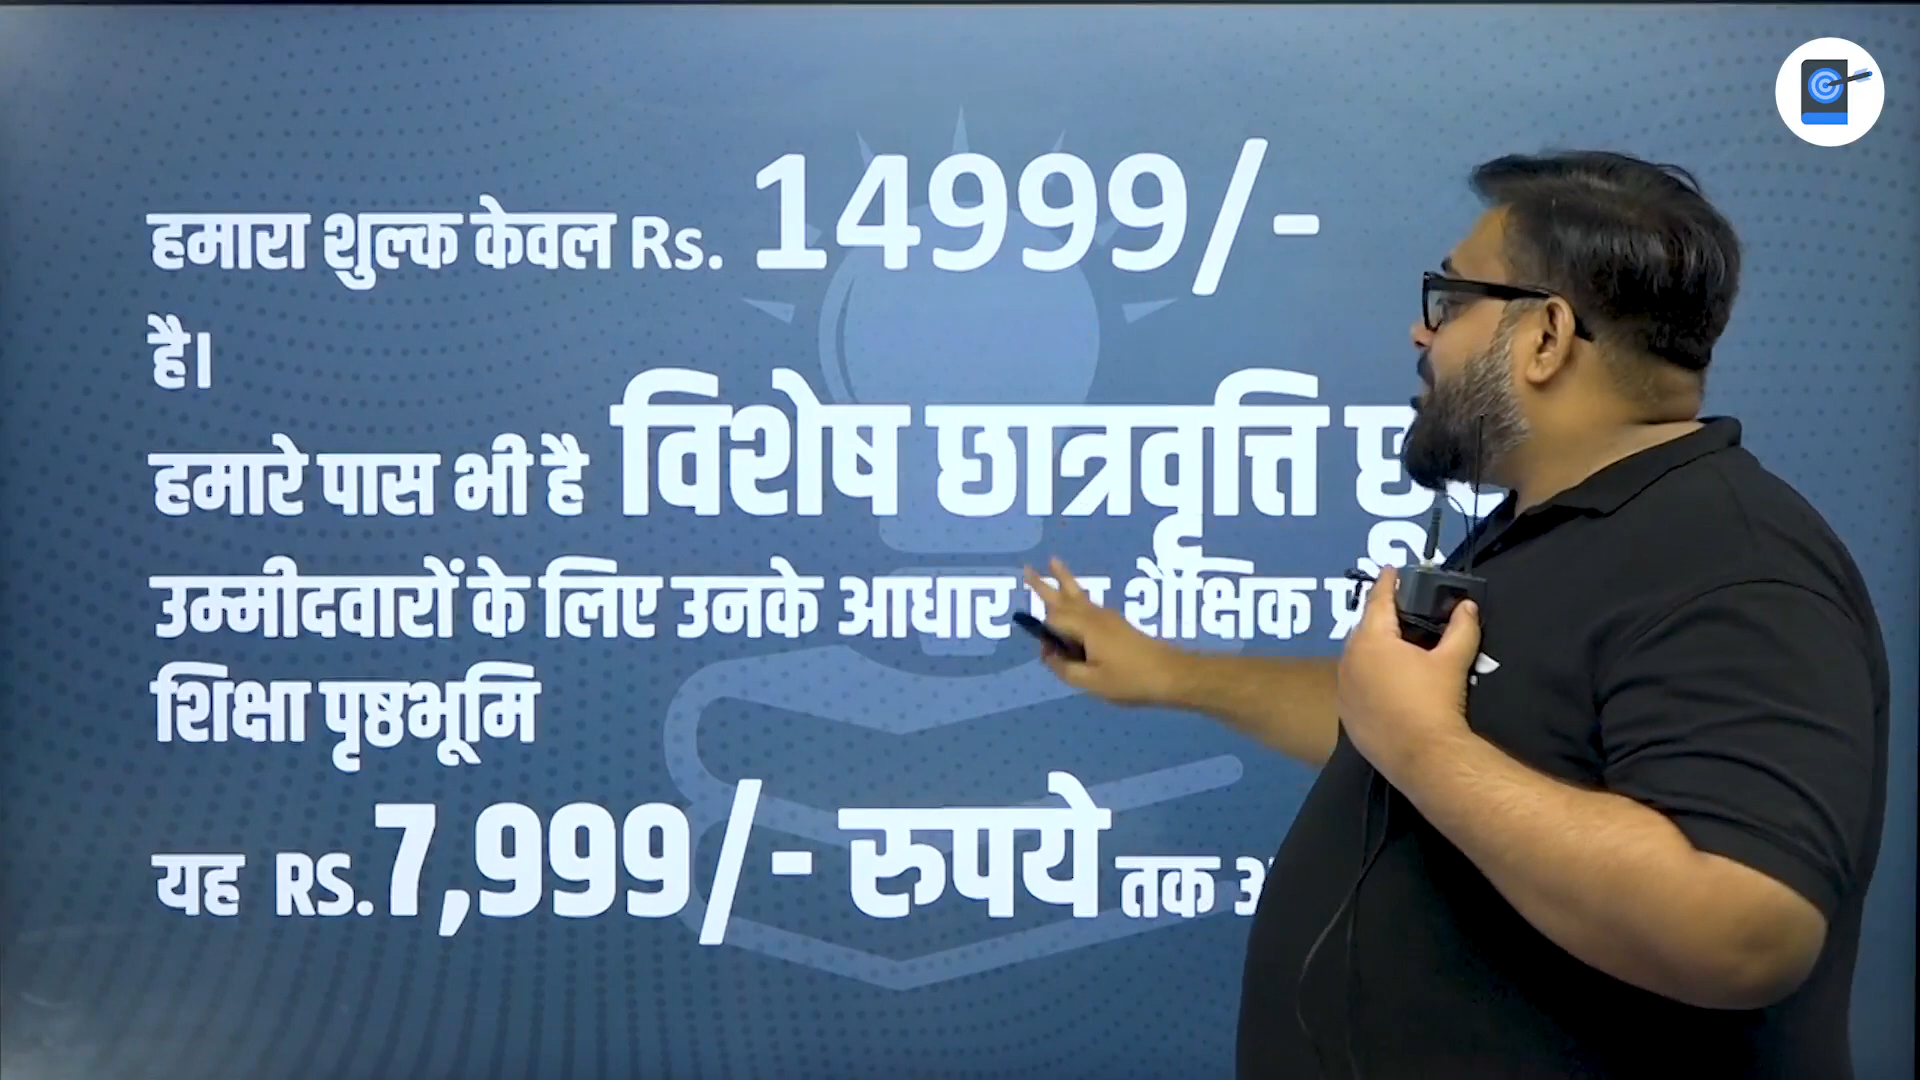 हमारा शुल्क केवल Rs. 14999/-
है।
हमारे पास भी है विशेष छात्रवृत्ति
उम्मीदवारों के लिए उनके आधार शैक्षिक
शिक्षा पृष्ठभूमि
यह RS.7,999/- रुपये तक